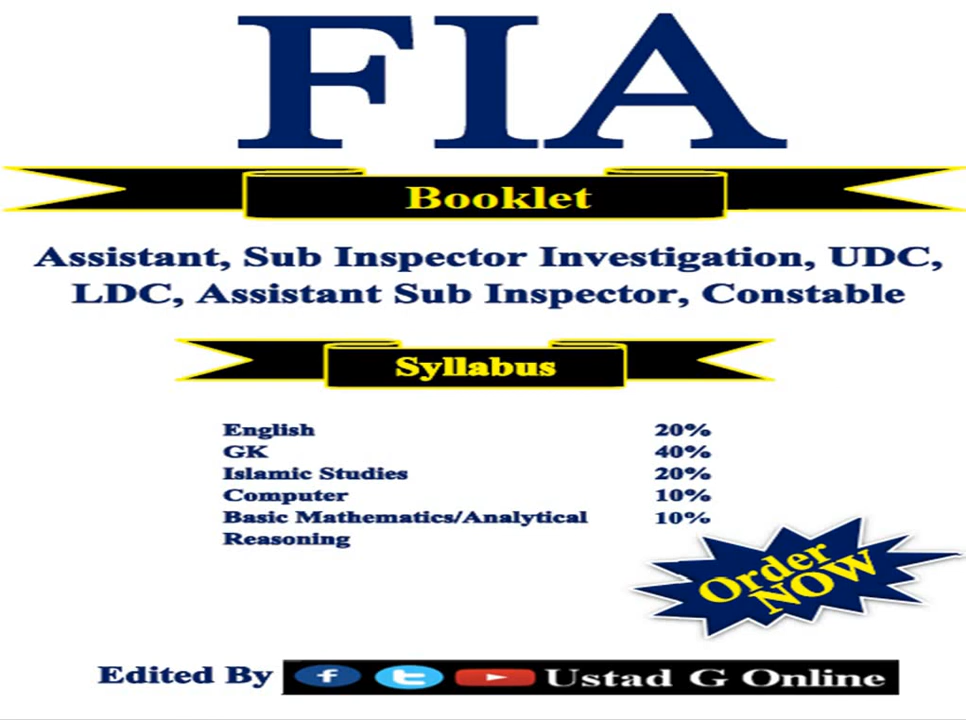 FIA
Booklet
Assistant, Sub Inspector Investigation, UDC,
LDC, Assistant Sub Inspector, Constable
Syllabus
English 20%
GK 40%
Islamic Studies 20%
Computer 10%
Basic Mathematics/Analytical 10%
Reasoning
Order
NOW
Edited By f t Ustad G Online